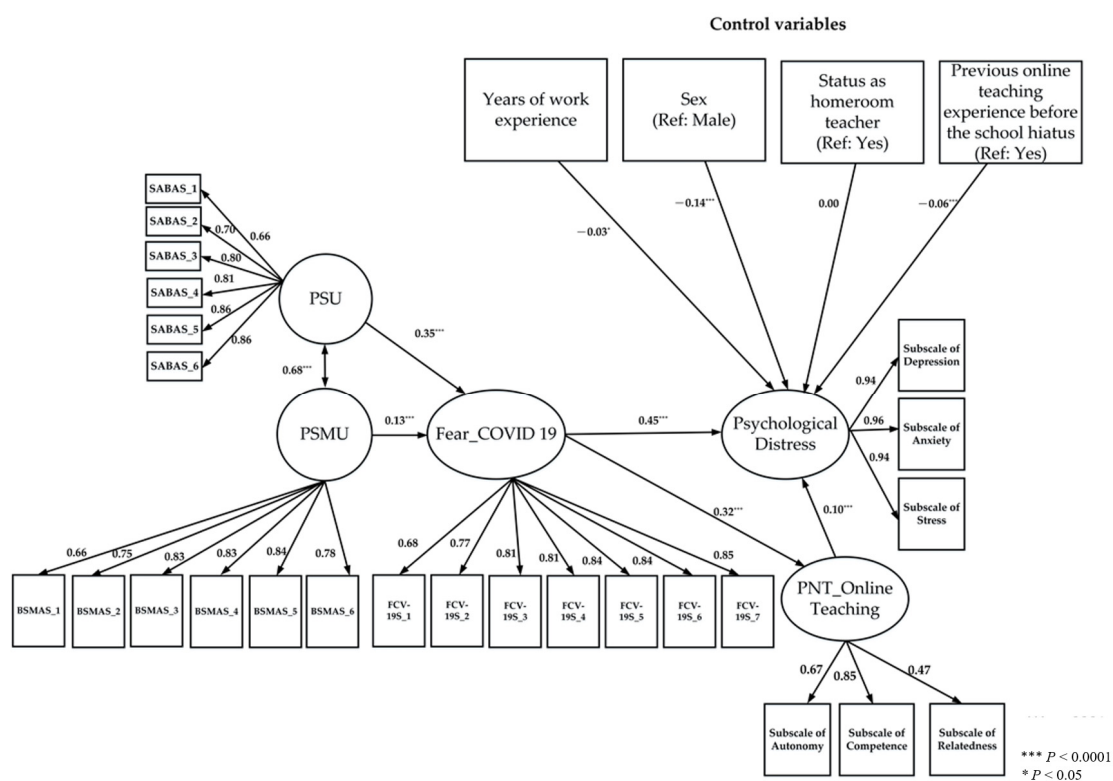 Control variables
Years of work
experience
Sex
(Ref: Male)
Status as
homeroom
teacher
(Ref: Yes)
Previous online
teaching
experience before
the school hiatus
(Ref: Yes)
−0.03*
−0.14***
0.00
−0.06***
SABAS_1
SABAS_2
SABAS_3
SABAS_4
SABAS_5
SABAS_6
0.66
0.70
0.80
0.81
0.86
0.86
PSU
0.35***
0.68***
PSMU
0.13***
Fear_COVID 19
0.45***
Psychological
Distress
0.94
0.96
0.94
Subscale of
Depression
Subscale of
Anxiety
Subscale of
Stress
0.32***
0.10***
PNT_Online
Teaching
0.66
0.75
0.83
0.83
0.84
0.78
BSMAS_1
BSMAS_2
BSMAS_3
BSMAS_4
BSMAS_5
BSMAS_6
0.68
0.77
0.81
0.81
0.84
0.84
0.85
FCV-
19S_1
FCV-
19S_2
FCV-
19S_3
FCV-
19S_4
FCV-
19S_5
FCV-
19S_6
FCV-
19S_7
0.67
0.85
0.47
Subscale of
Autonomy
Subscale of
Competence
Subscale of
Relatedness
*** P < 0.0001
* P < 0.05